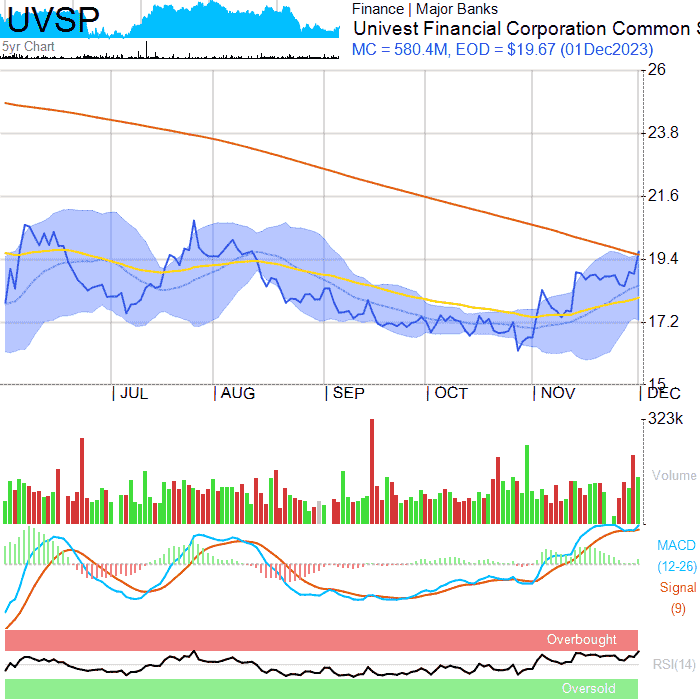 UVSP
5yr Chart
Finance | Major Banks
Univest Financial Corporation Common S
MC = 580.4M, EOD = $19.67 (01Dec2023)
26
23.8
21.6
19.4
17.2
15
JUL
AUG
SEP
OCT
NOV
DEC
323k
Volume
MACD
(12-26)
Signal
(9)
Overbought
RSI(14)
Oversold